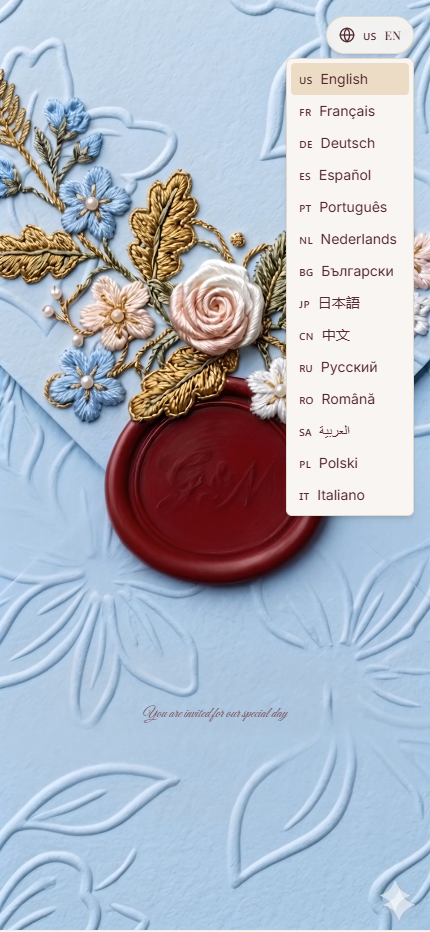 US EN
US English
FR Français
DE Deutsch
ES Español
PT Português
NL Nederlands
BG Български
JP 日本語
CN 中文
RU Русский
RO Română
SA العربية
PL Polski
IT Italiano
You are invited for our special day